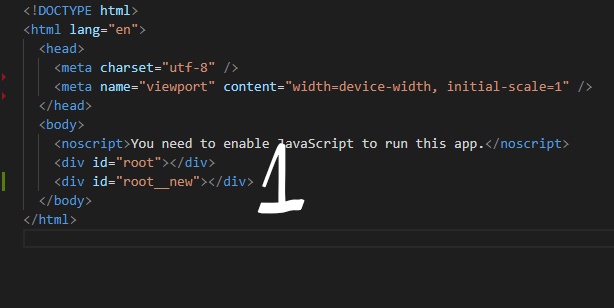 <!DOCTYPE html>
<html lang="en">
<head>
<meta charset="utf-8" />
<meta name="viewport" content="width=device-width, initial-scale=1" />
</head>
<body>
<noscript>You need to enable JavaScript to run this app.</noscript>
<div id="root"></div>
<div id="root__new"></div>
1
</body>
</html>